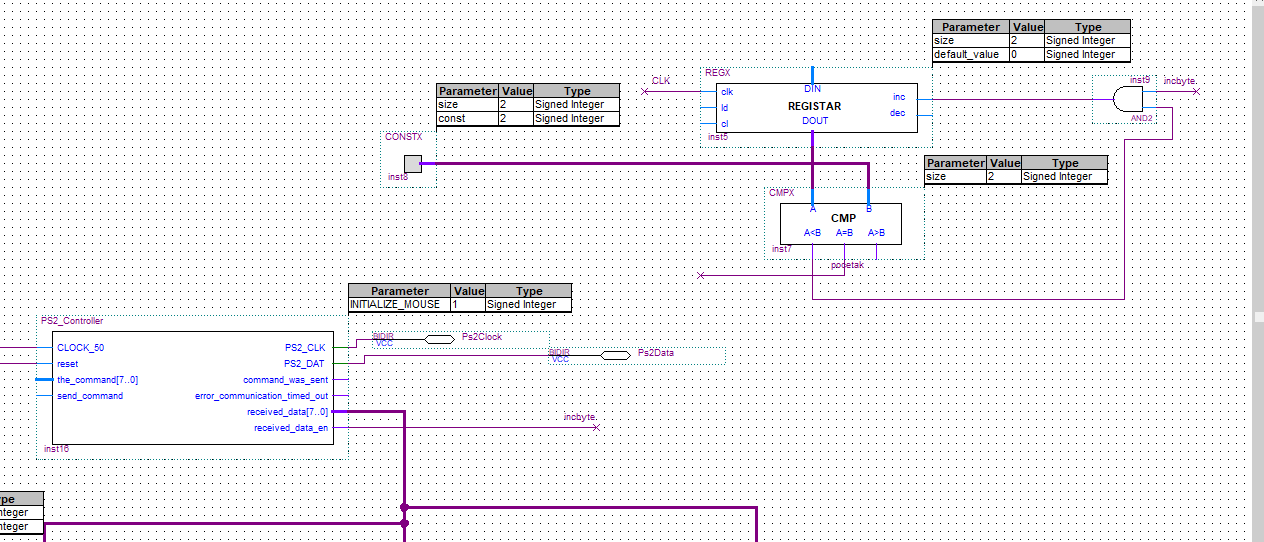 Parameter Value Type
size 2 Signed Integer
default_value 0 Signed Integer
REGX
CLK
clk
ld
cl
DIN
REGISTAR
DOUT
inc
dec
inst5
inst9
incbyte
AND2
Parameter Value Type
size 2 Signed Integer
const 2 Signed Integer
CONSTX
inst8
Parameter Value Type
size 2 Signed Integer
CMPX
A B
CMP
A<B A=B A>B
inst7
pocetak
Parameter Value Type
INITIALIZE_MOUSE 1 Signed Integer
PS2_Controller
CLOCK_50 PS2_CLK
reset PS2_DAT
the_command[7..0] command_was_sent
send_command error_communication_timed_out
received_data[7..0]
received_data_en
inst16
BIDIR
VCC
Ps2Clock
BIDIR
VCC
Ps2Data
incbyte
ype
nteger
nteger